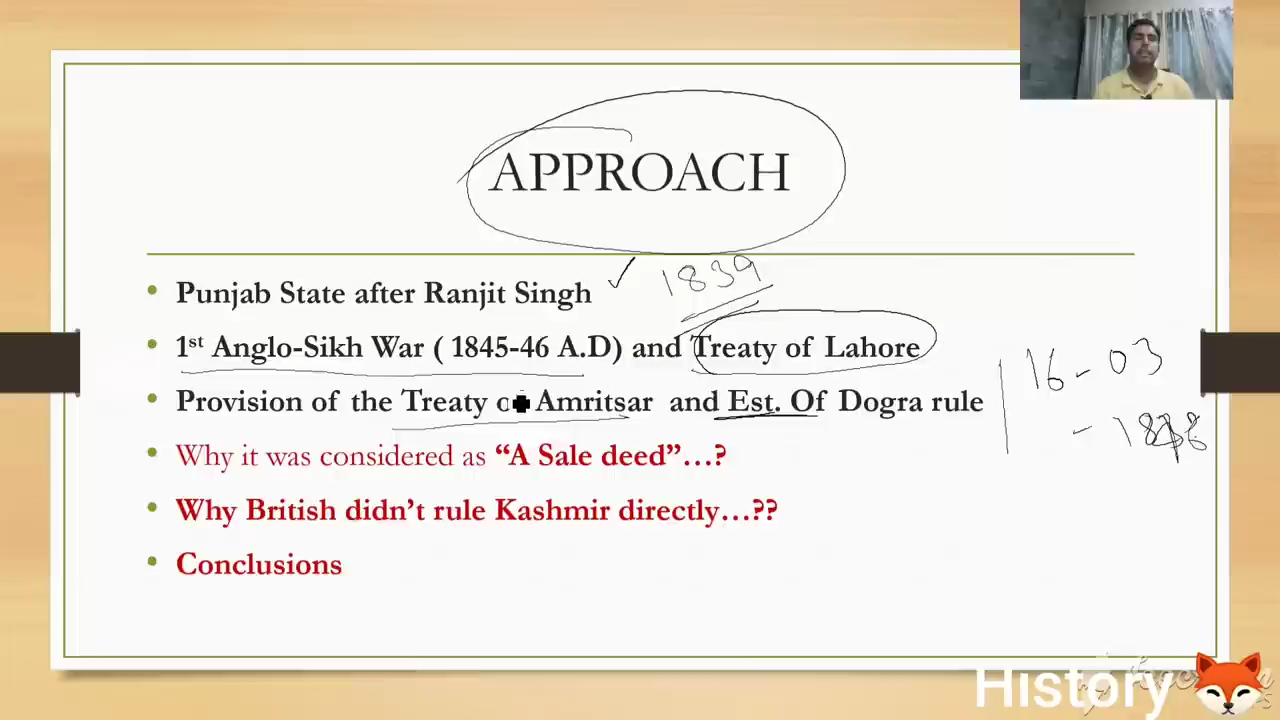 APPROACH
• Punjab State after Ranjit Singh ✓ 1839
• 1st Anglo-Sikh War ( 1845-46 A.D) and Treaty of Lahore
• Provision of the Treaty o Amritsar and Est. Of Dogra rule
16-03
• Why it was considered as “A Sale deed”…?
• Why British didn’t rule Kashmir directly…??
• Conclusions
History